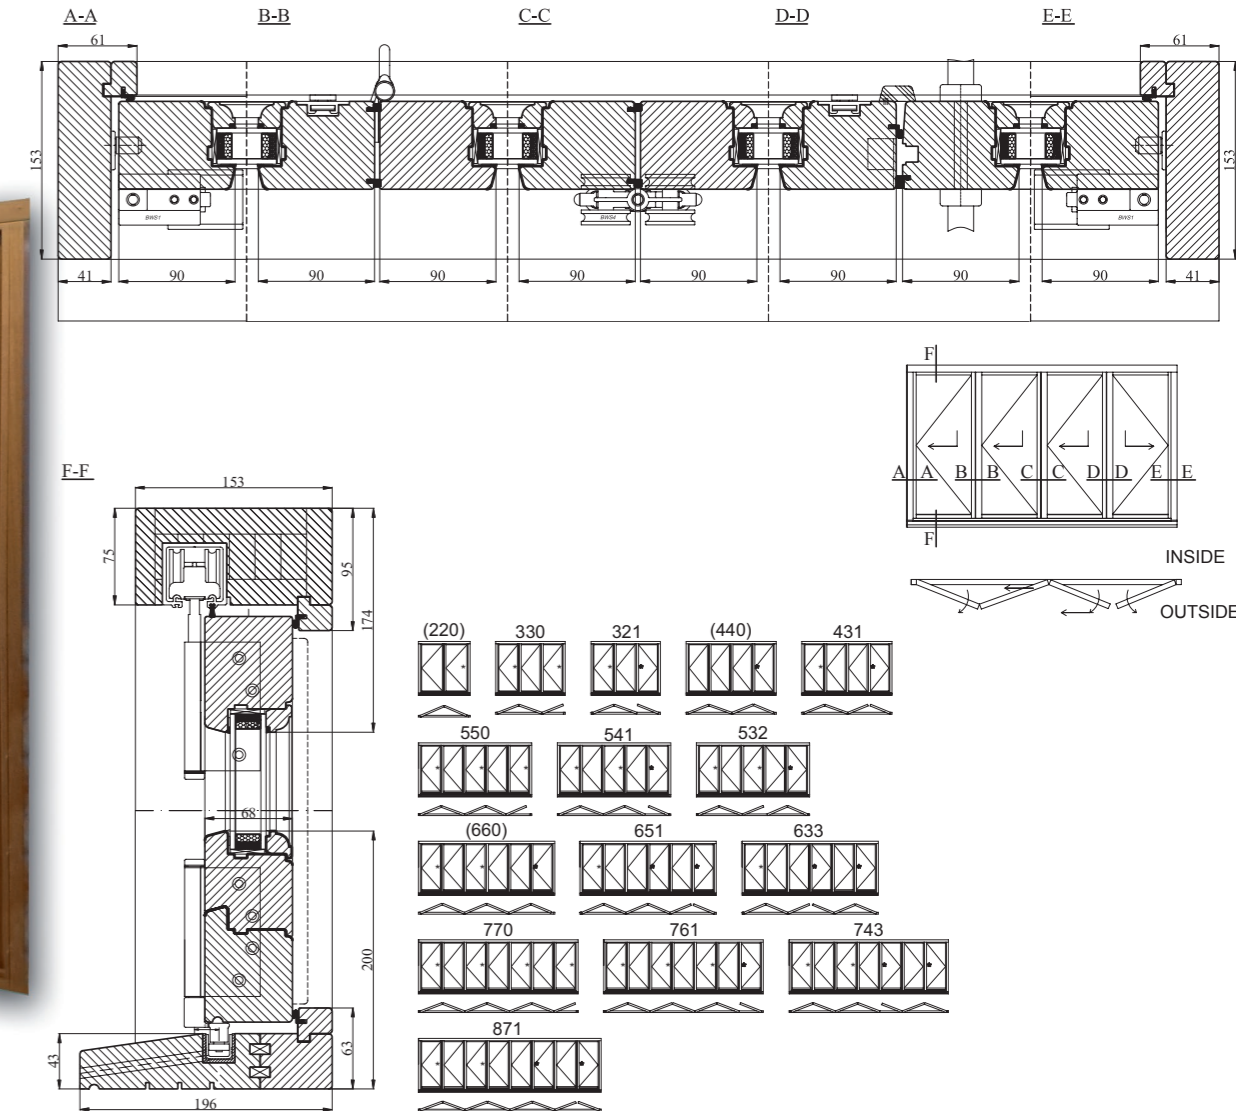 A-A B-B C-C D-D E-E
61 61
153 153
BWS1 BWS4 BWS1
41 90 90 90 90 90 90 90 90 41
F
A A B B C C D D E E
F
INSIDE
OUTSIDE
F-F
153
75 95
174
68
200
43 63
196
(220) 330 321 (440) 431
550 541 532
(660) 651 633
770 761 743
871